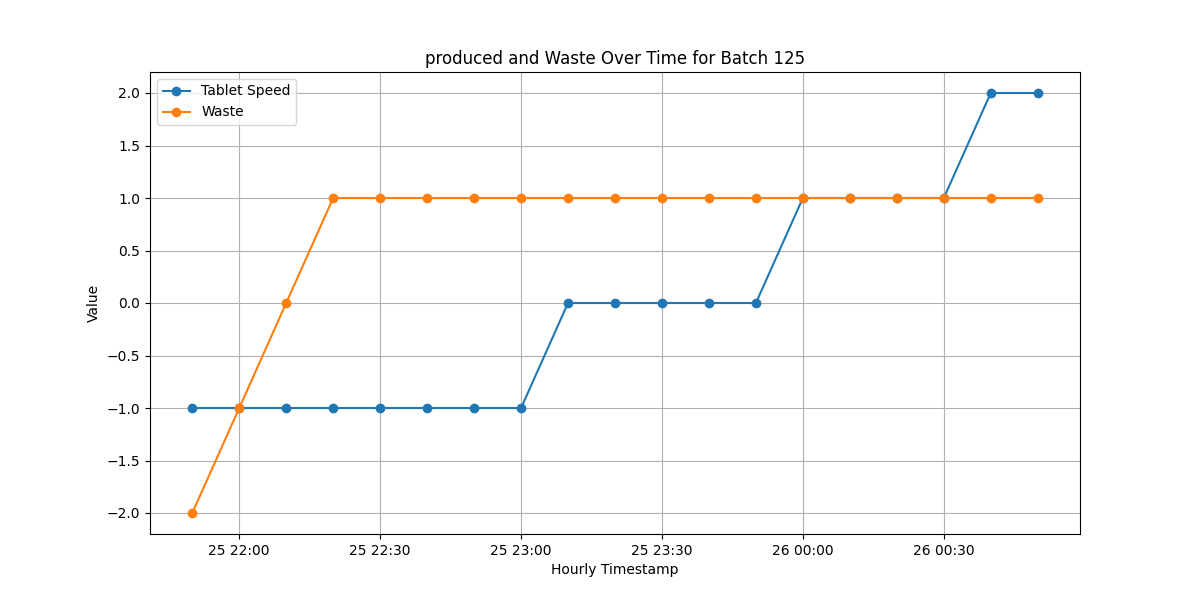 produced and Waste Over Time for Batch 125
Tablet Speed
Waste
2.0
1.5
1.0
0.5
0.0
−0.5
−1.0
−1.5
−2.0
Value
25 22:00 25 22:30 25 23:00 25 23:30 26 00:00 26 00:30
Hourly Timestamp